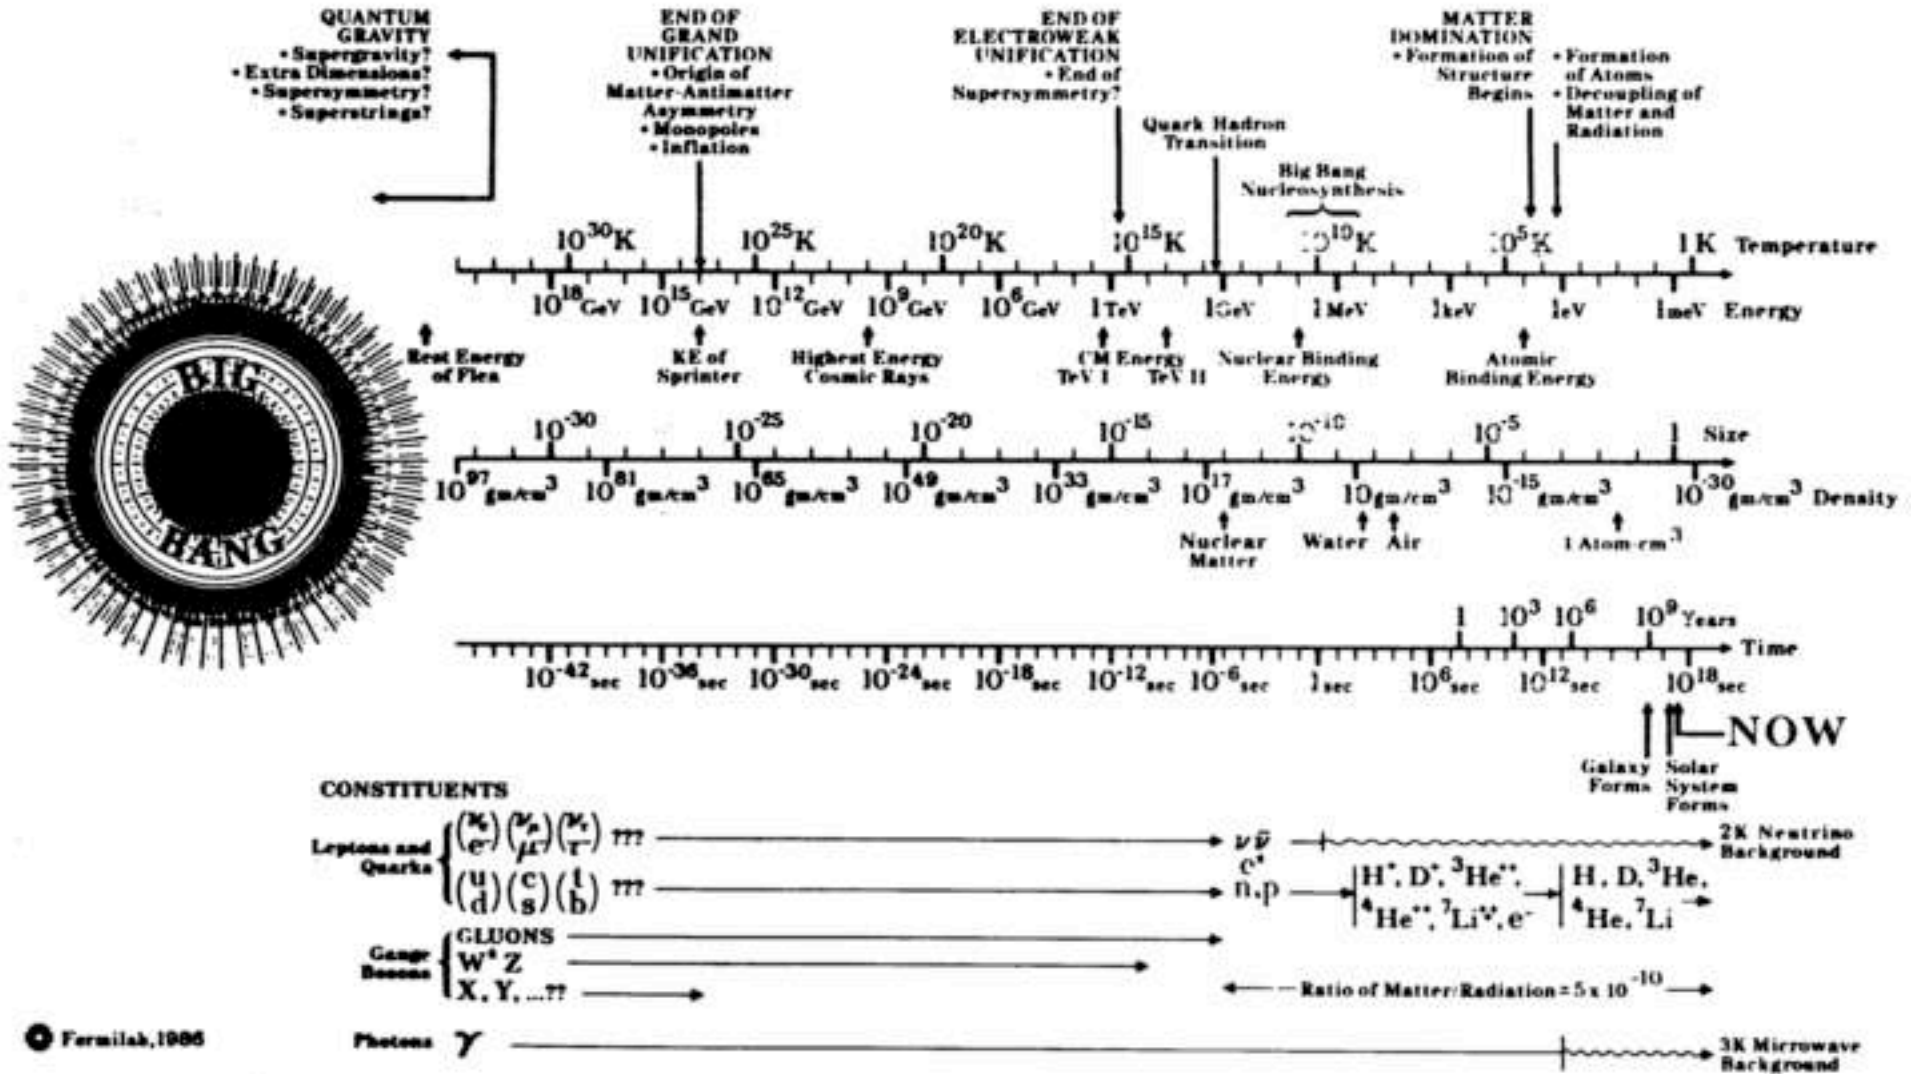 QUANTUM
GRAVITY
• Supergravity?
• Extra Dimensions?
• Supersymmetry?
• Superstrings?
END OF
GRAND
UNIFICATION
• Origin of
Matter-Antimatter
Asymmetry
• Monopoles
• Inflation
END OF
ELECTROWEAK
UNIFICATION
• End of
Supersymmetry?
Quark Hadron
Transition
Big Bang
Nucleosynthesis
MATTER
DOMINATION
• Formation of
Structure
Begins
• Formation
of Atoms
• Decoupling of
Matter and
Radiation
10³⁰K 10²⁵K 10²⁰K 10¹⁵K 10¹⁰K 10⁵K 1K Temperature
10¹⁸GeV 10¹⁵GeV 10¹²GeV 10⁹GeV 10⁶GeV 1TeV 1GeV 1MeV 1keV 1eV 1meV Energy
Rest Energy
of Flea
KE of
Sprinter
Highest Energy
Cosmic Rays
CM Energy
TeV I TeV II
Nuclear Binding
Energy
Atomic
Binding Energy
BIG
BANG
10⁻³⁰ 10⁻²⁵ 10⁻²⁰ 10⁻¹⁵ 10⁻¹⁰ 10⁻⁵ 1 Size
10⁹⁷gm/cm³ 10⁸¹gm/cm³ 10⁶⁵gm/cm³ 10⁴⁹gm/cm³ 10³³gm/cm³ 10¹⁷gm/cm³ 10gm/cm³ 10⁻¹⁵gm/cm³ 10⁻³⁰gm/cm³ Density
Nuclear
Matter
Water
Air
1 Atom-cm³
1 10³ 10⁶ 10⁹ Years
Time
10⁻⁴²sec 10⁻³⁶sec 10⁻³⁰sec 10⁻²⁴sec 10⁻¹⁸sec 10⁻¹²sec 10⁻⁶sec 1sec 10⁶sec 10¹²sec 10¹⁸sec
NOW
Galaxy
Forms
Solar
System
Forms
CONSTITUENTS
Leptons and
Quarks
(νₑ) (νμ) (ντ) ???
(e⁻) (μ⁻) (τ⁻)
(u) (c) (t) ???
(d) (s) (b)
ν ν̄
e⁺
n,p
H⁺, D⁺, ³He⁺⁺,
⁴He⁺⁺, ⁷Li⁺⁺⁺, e⁻
H, D, ³He,
⁴He, ⁷Li
2K Neutrino
Background
Gauge
Bosons
GLUONS
W± Z
X, Y, ...??
Ratio of Matter/Radiation = 5 x 10⁻¹⁰
Fermilab, 1986
Photons γ
3K Microwave
Background